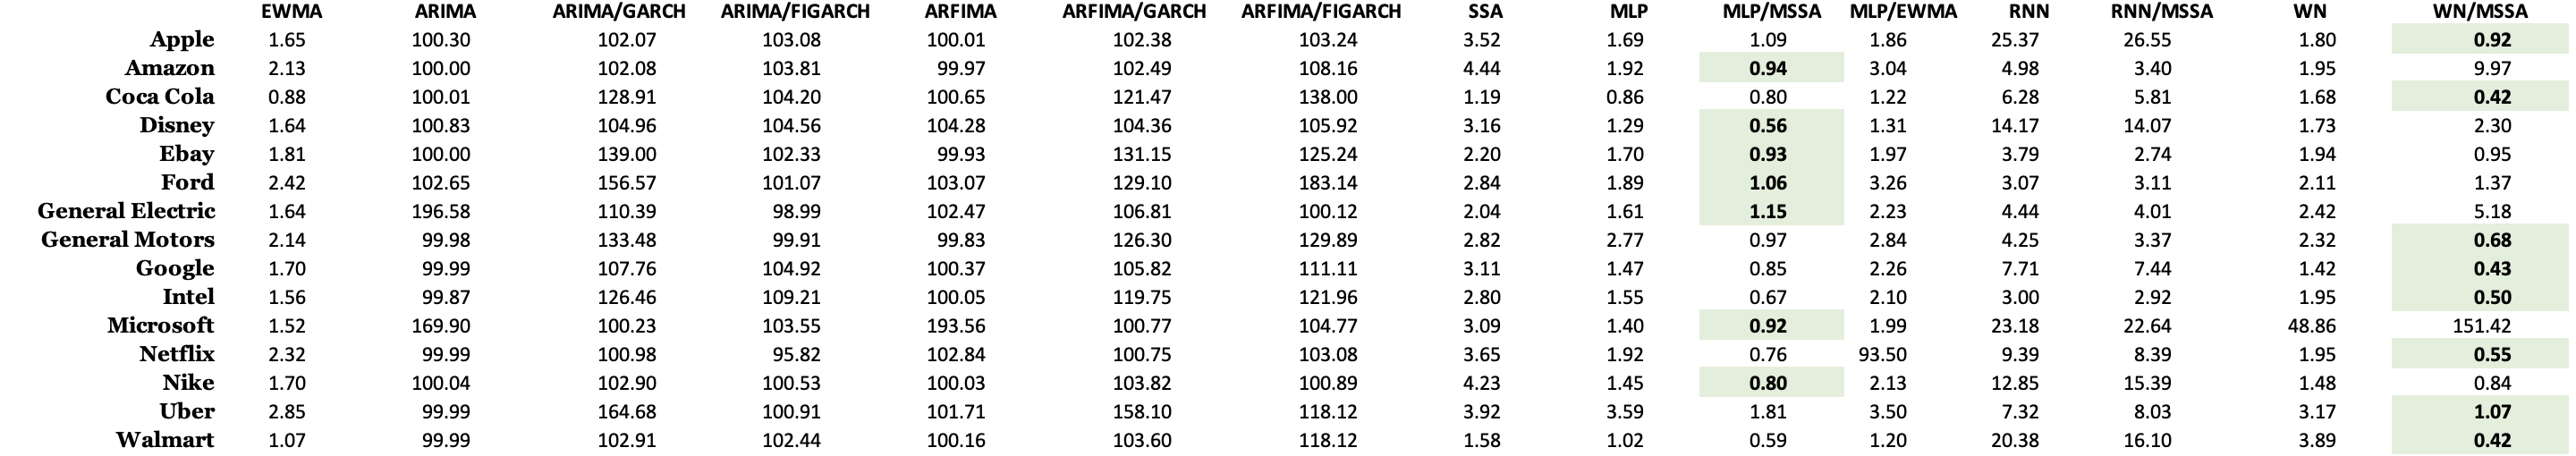 EWMA ARIMA ARIMA/GARCH ARIMA/FIGARCH ARFIMA ARFIMA/GARCH ARFIMA/FIGARCH SSA MLP MLP/MSSA MLP/EWMA RNN RNN/MSSA WN WN/MSSA
Apple 1.65 100.30 102.07 103.08 100.01 102.38 103.24 3.52 1.69 1.09 1.86 25.37 26.55 1.80 0.92
Amazon 2.13 100.00 102.08 103.81 99.97 102.49 108.16 4.44 1.92 0.94 3.04 4.98 3.40 1.95 9.97
Coca Cola 0.88 100.01 128.91 104.20 100.65 121.47 138.00 1.19 0.86 0.80 1.22 6.28 5.81 1.68 0.42
Disney 1.64 100.83 104.96 104.56 104.28 104.36 105.92 3.16 1.29 0.56 1.31 14.17 14.07 1.73 2.30
Ebay 1.81 100.00 139.00 102.33 99.93 131.15 125.24 2.20 1.70 0.93 1.97 3.79 2.74 1.94 0.95
Ford 2.42 102.65 156.57 101.07 103.07 129.10 183.14 2.84 1.89 1.06 3.26 3.07 3.11 2.11 1.37
General Electric 1.64 196.58 110.39 98.99 102.47 106.81 100.12 2.04 1.61 1.15 2.23 4.44 4.01 2.42 5.18
General Motors 2.14 99.98 133.48 99.91 99.83 126.30 129.89 2.82 2.77 0.97 2.84 4.25 3.37 2.32 0.68
Google 1.70 99.99 107.76 104.92 100.37 105.82 111.11 3.11 1.47 0.85 2.26 7.71 7.44 1.42 0.43
Intel 1.56 99.87 126.46 109.21 100.05 119.75 121.96 2.80 1.55 0.67 2.10 3.00 2.92 1.95 0.50
Microsoft 1.52 169.90 100.23 103.55 193.56 100.77 104.77 3.09 1.40 0.92 1.99 23.18 22.64 48.86 151.42
Netflix 2.32 99.99 100.98 95.82 102.84 100.75 103.08 3.65 1.92 0.76 93.50 9.39 8.39 1.95 0.55
Nike 1.70 100.04 102.90 100.53 100.03 103.82 100.89 4.23 1.45 0.80 2.13 12.85 15.39 1.48 0.84
Uber 2.85 99.99 164.68 100.91 101.71 158.10 118.12 3.92 3.59 1.81 3.50 7.32 8.03 3.17 1.07
Walmart 1.07 99.99 102.91 102.44 100.16 103.60 118.12 1.58 1.02 0.59 1.20 20.38 16.10 3.89 0.42